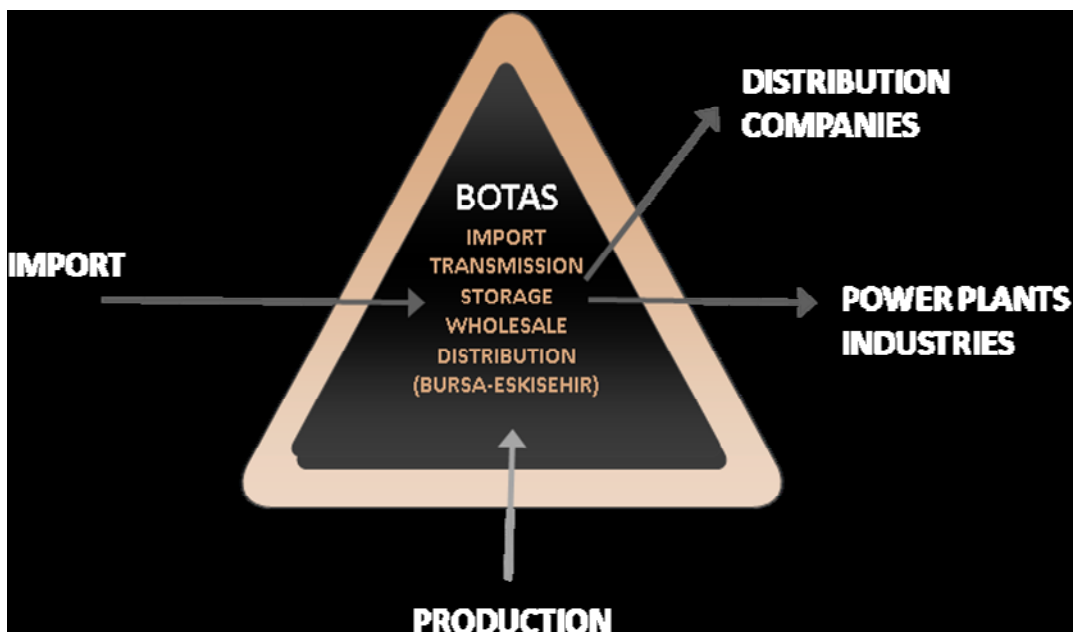 DISTRIBUTION
COMPANIES
BOTAS
IMPORT
TRANSMISSION
STORAGE
WHOLESALE
DISTRIBUTION
(BURSA-ESKISEHIR)
IMPORT
POWER PLANTS
INDUSTRIES
PRODUCTION